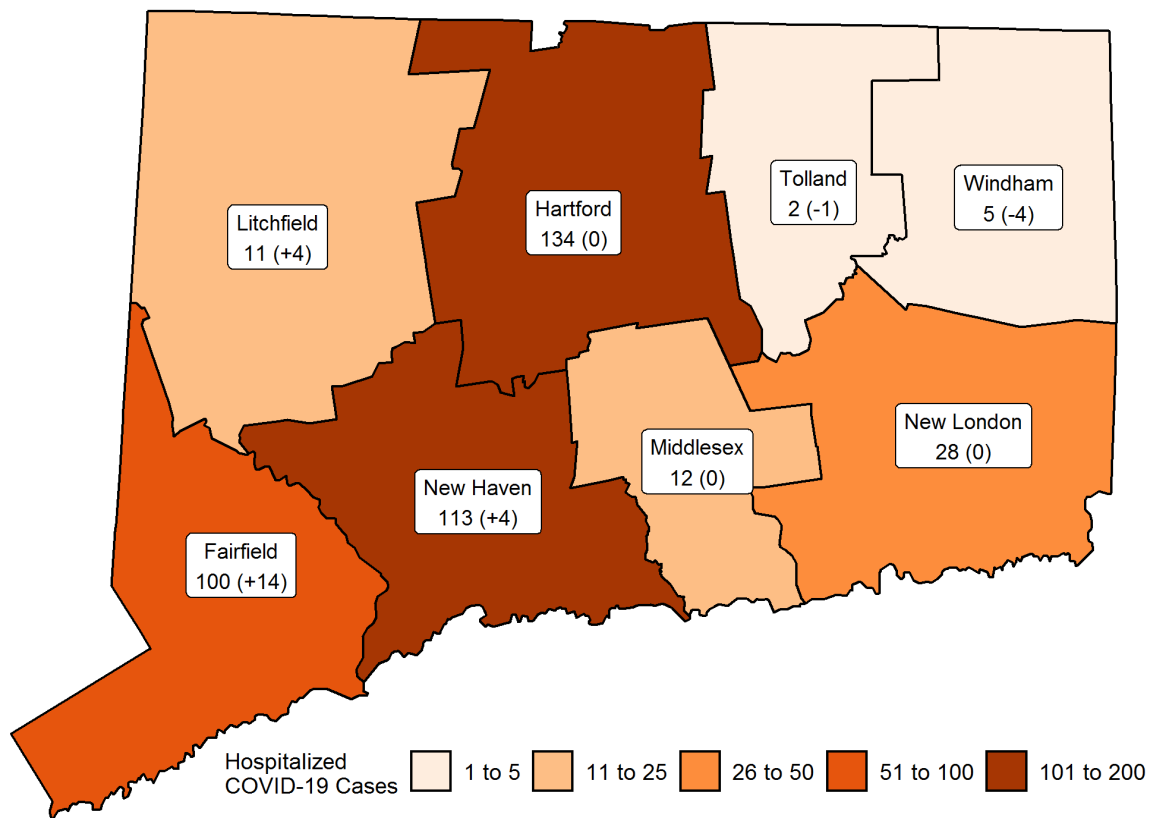 Litchfield
11 (+4)
Hartford
134 (0)
Tolland
2 (-1)
Windham
5 (-4)
Fairfield
100 (+14)
New Haven
113 (+4)
Middlesex
12 (0)
New London
28 (0)
Hospitalized
COVID-19 Cases
1 to 5
11 to 25
26 to 50
51 to 100
101 to 200